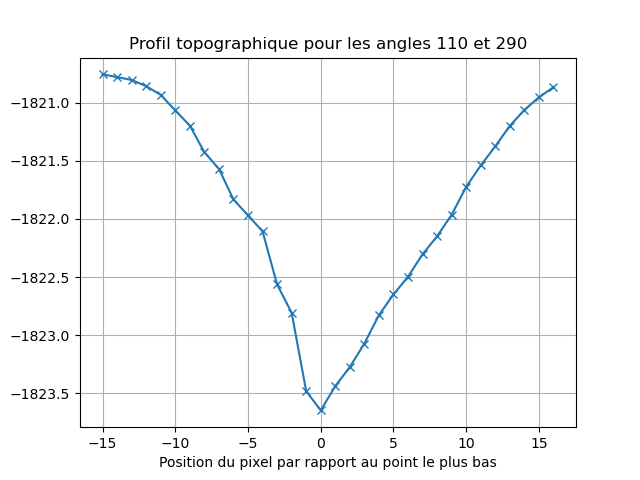 Profil topographique pour les angles 110 et 290
−1821.0
−1821.5
−1822.0
−1822.5
−1823.0
−1823.5
−15 −10 −5 0 5 10 15
Position du pixel par rapport au point le plus bas